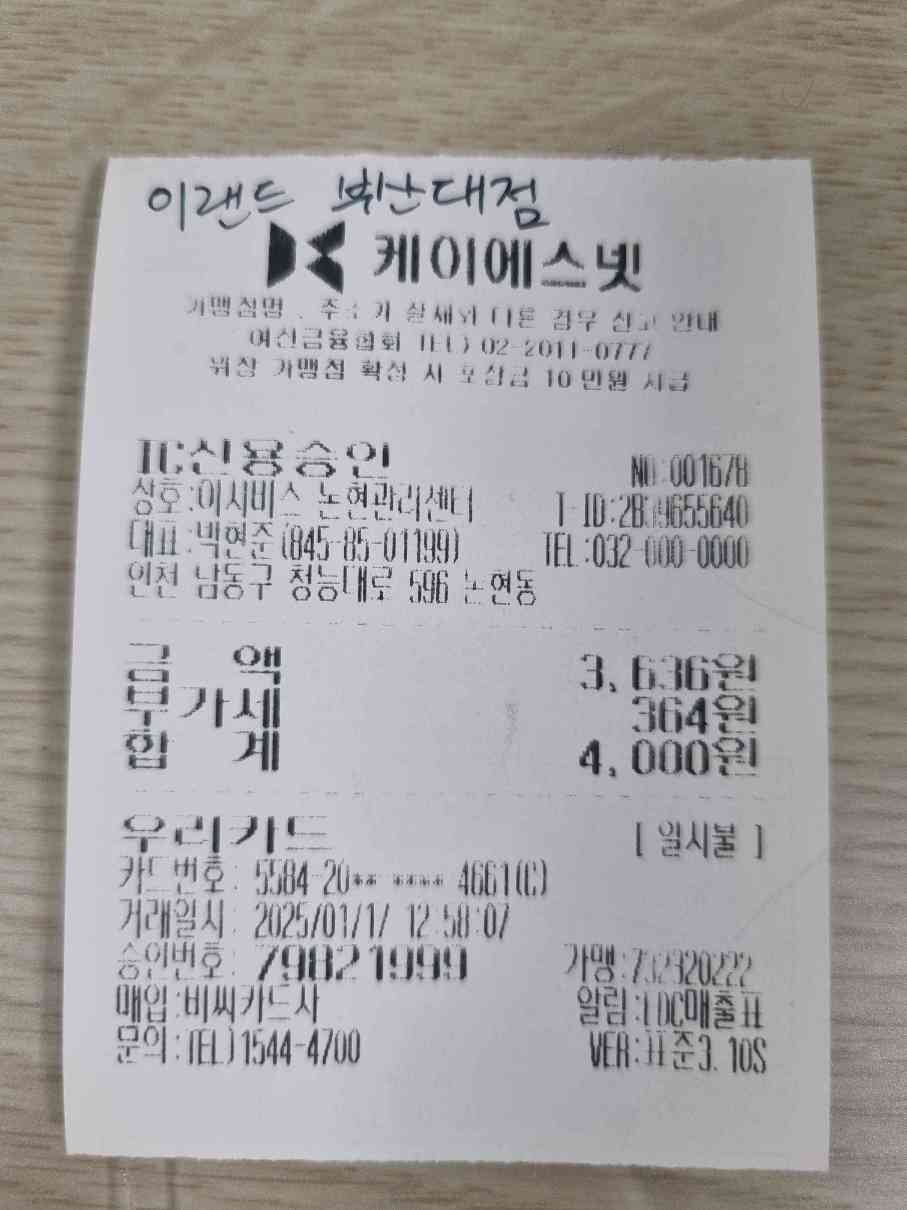 이랜드 부산대점
케이에스넷
가맹점명, 주소가 실제와 다른 경우 신고 안내
여신금융협회 TEL) 02-2011-0777
위장 가맹점 확정 시 포상금 10만원 지급
IC신용승인
NO:001678
상호:이시비스 논현관리센터
대표:박현준(845-85-01199) TEL:032-000-0000
인천 남동구 청능대로 596 논현동
금 액 3,636원
부가세 364원
합 계 4,000원
우리카드 [ 일시불 ]
카드번호: 5584-20** **** 4661(C)
거래일시: 2025/01/17 12:58:07
승인번호: 79821999
매입:비씨카드사 알림:EDC매출표
문의:TEL)1544-4700 VER:표준3.10S